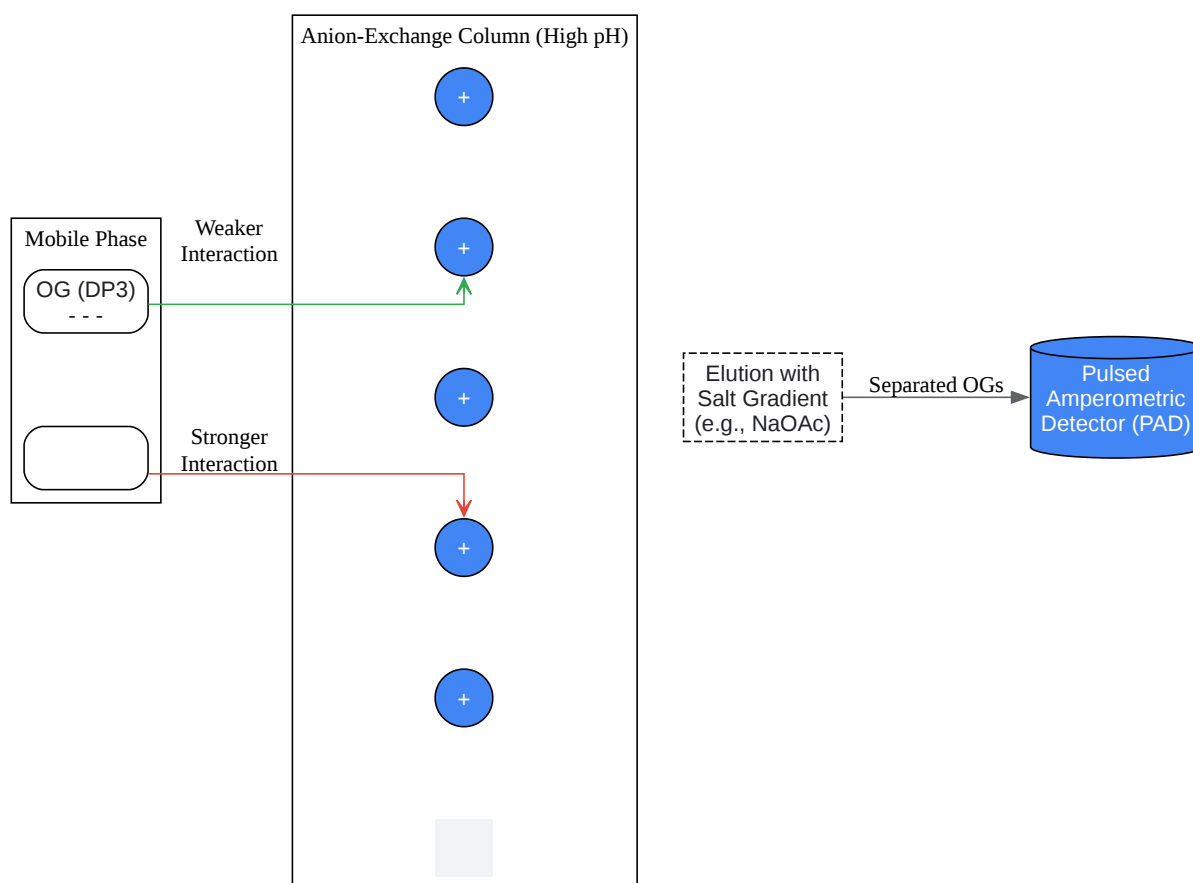 Anion-Exchange Column (High pH)
+
Weaker
Interaction
+
Mobile Phase
OG (DP3)
- - -
Elution with
Salt Gradient
(e.g., NaOAc)
Separated OGs
Pulsed
Amperometric
Detector (PAD)
+
Stronger
Interaction
+
+